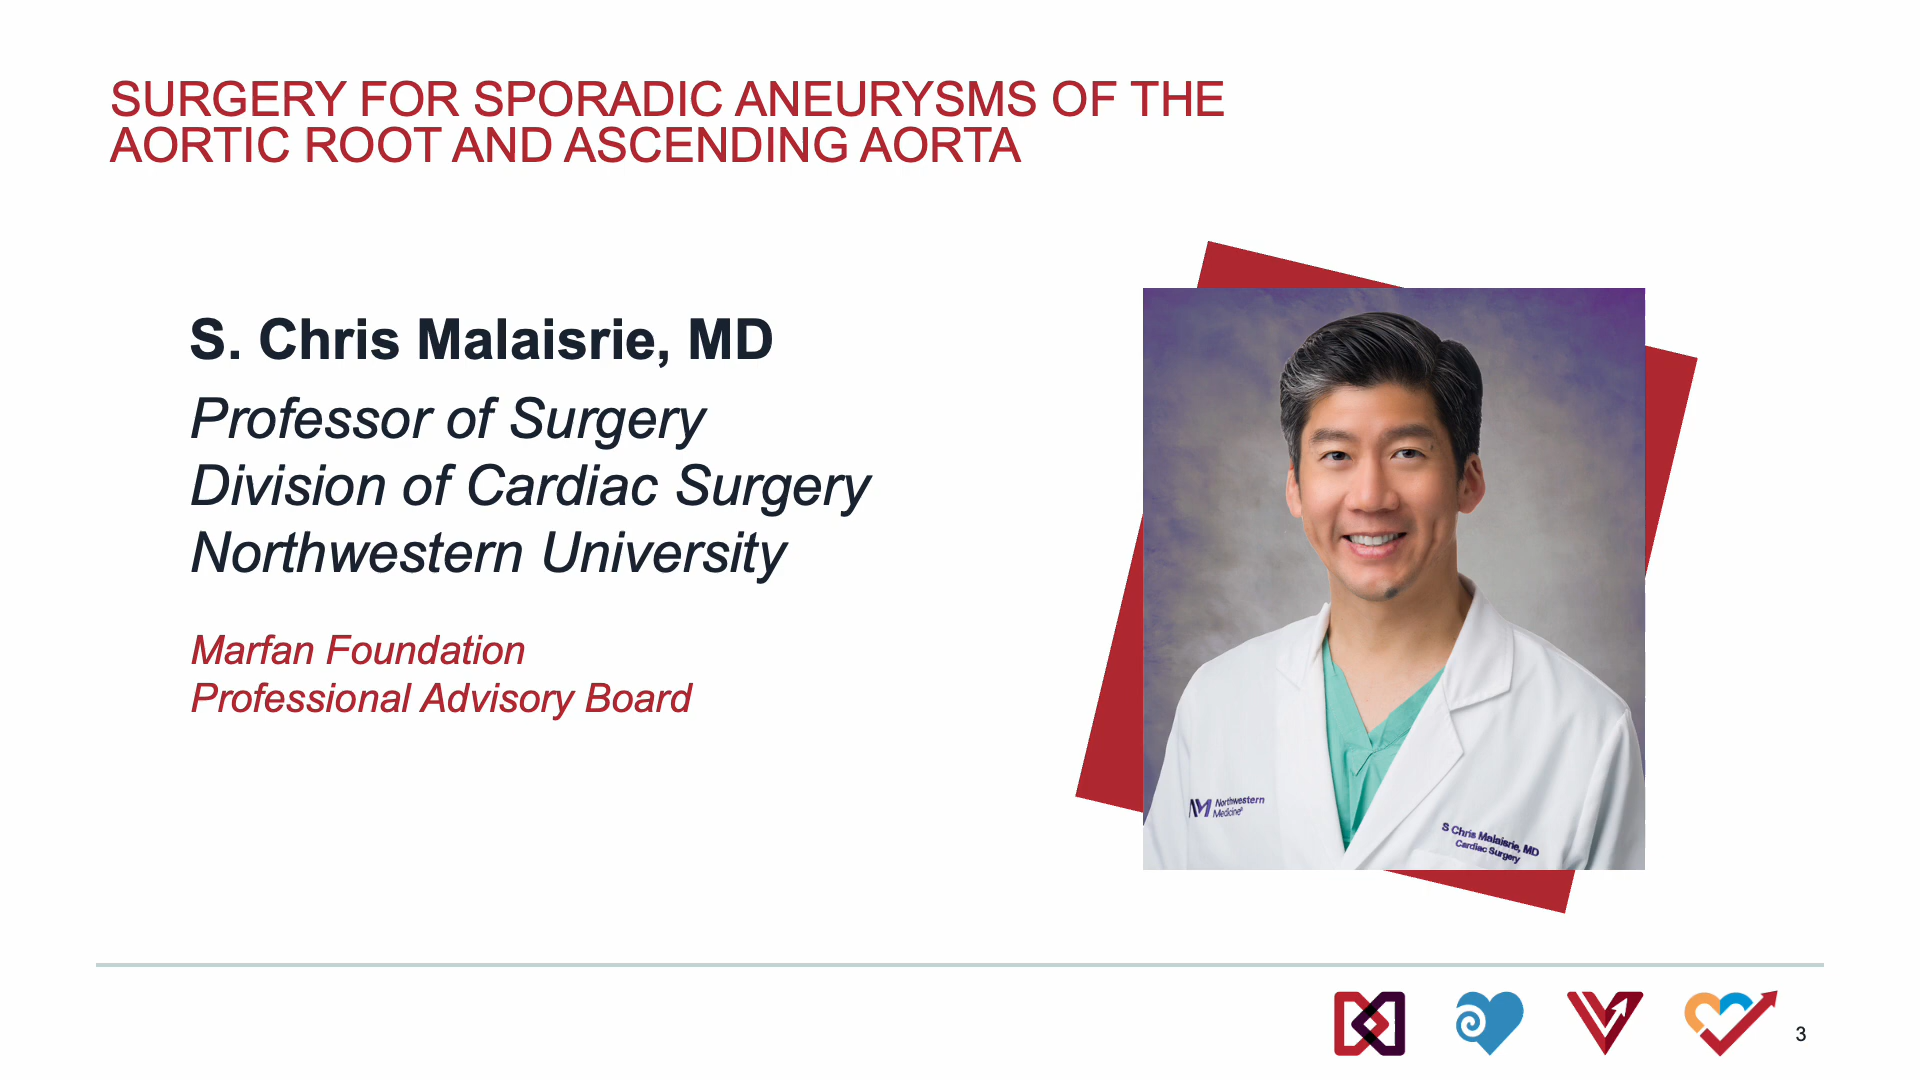 SURGERY FOR SPORADIC ANEURYSMS OF THE
AORTIC ROOT AND ASCENDING AORTA
S. Chris Malaisrie, MD
Professor of Surgery
Division of Cardiac Surgery
Northwestern University
Marfan Foundation
Professional Advisory Board
NM Northwestern
Medicine®
S Chris Malaisrie, MD
Cardiac Surgery
3